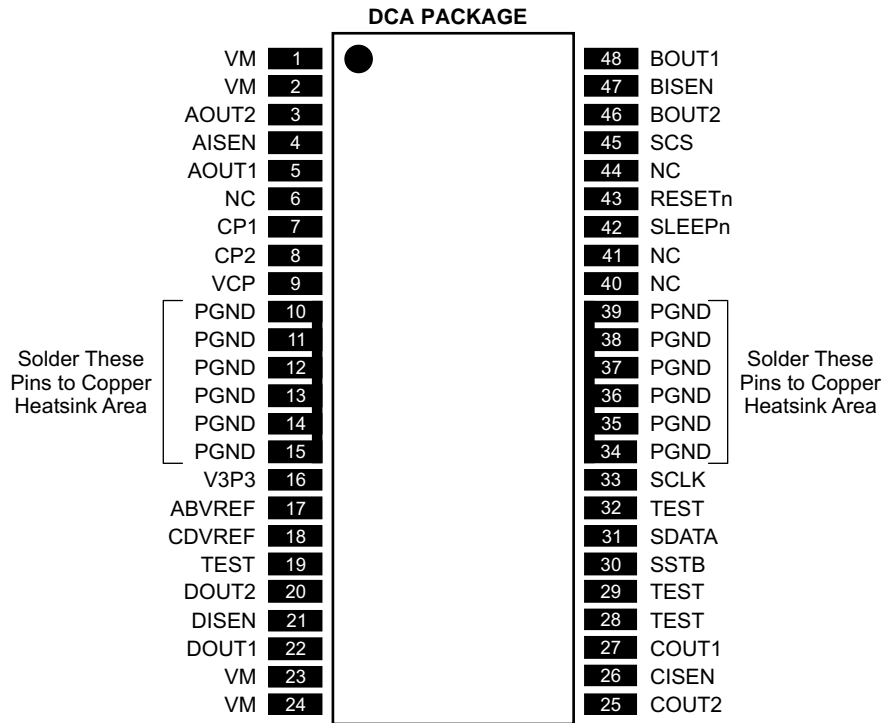 DCA PACKAGE
VM 1
VM 2
AOUT2 3
AISEN 4
AOUT1 5
NC 6
CP1 7
CP2 8
VCP 9
PGND 10
PGND 11
PGND 12
PGND 13
PGND 14
PGND 15
V3P3 16
ABVREF 17
CDVREF 18
TEST 19
DOUT2 20
DISEN 21
DOUT1 22
VM 23
VM 24
Solder These
Pins to Copper
Heatsink Area
48 BOUT1
47 BISEN
46 BOUT2
45 SCS
44 NC
43 RESETn
42 SLEEPn
41 NC
40 NC
39 PGND
38 PGND
37 PGND
36 PGND
35 PGND
34 PGND
33 SCLK
32 TEST
31 SDATA
30 SSTB
29 TEST
28 TEST
27 COUT1
26 CISEN
25 COUT2
Solder These
Pins to Copper
Heatsink Area